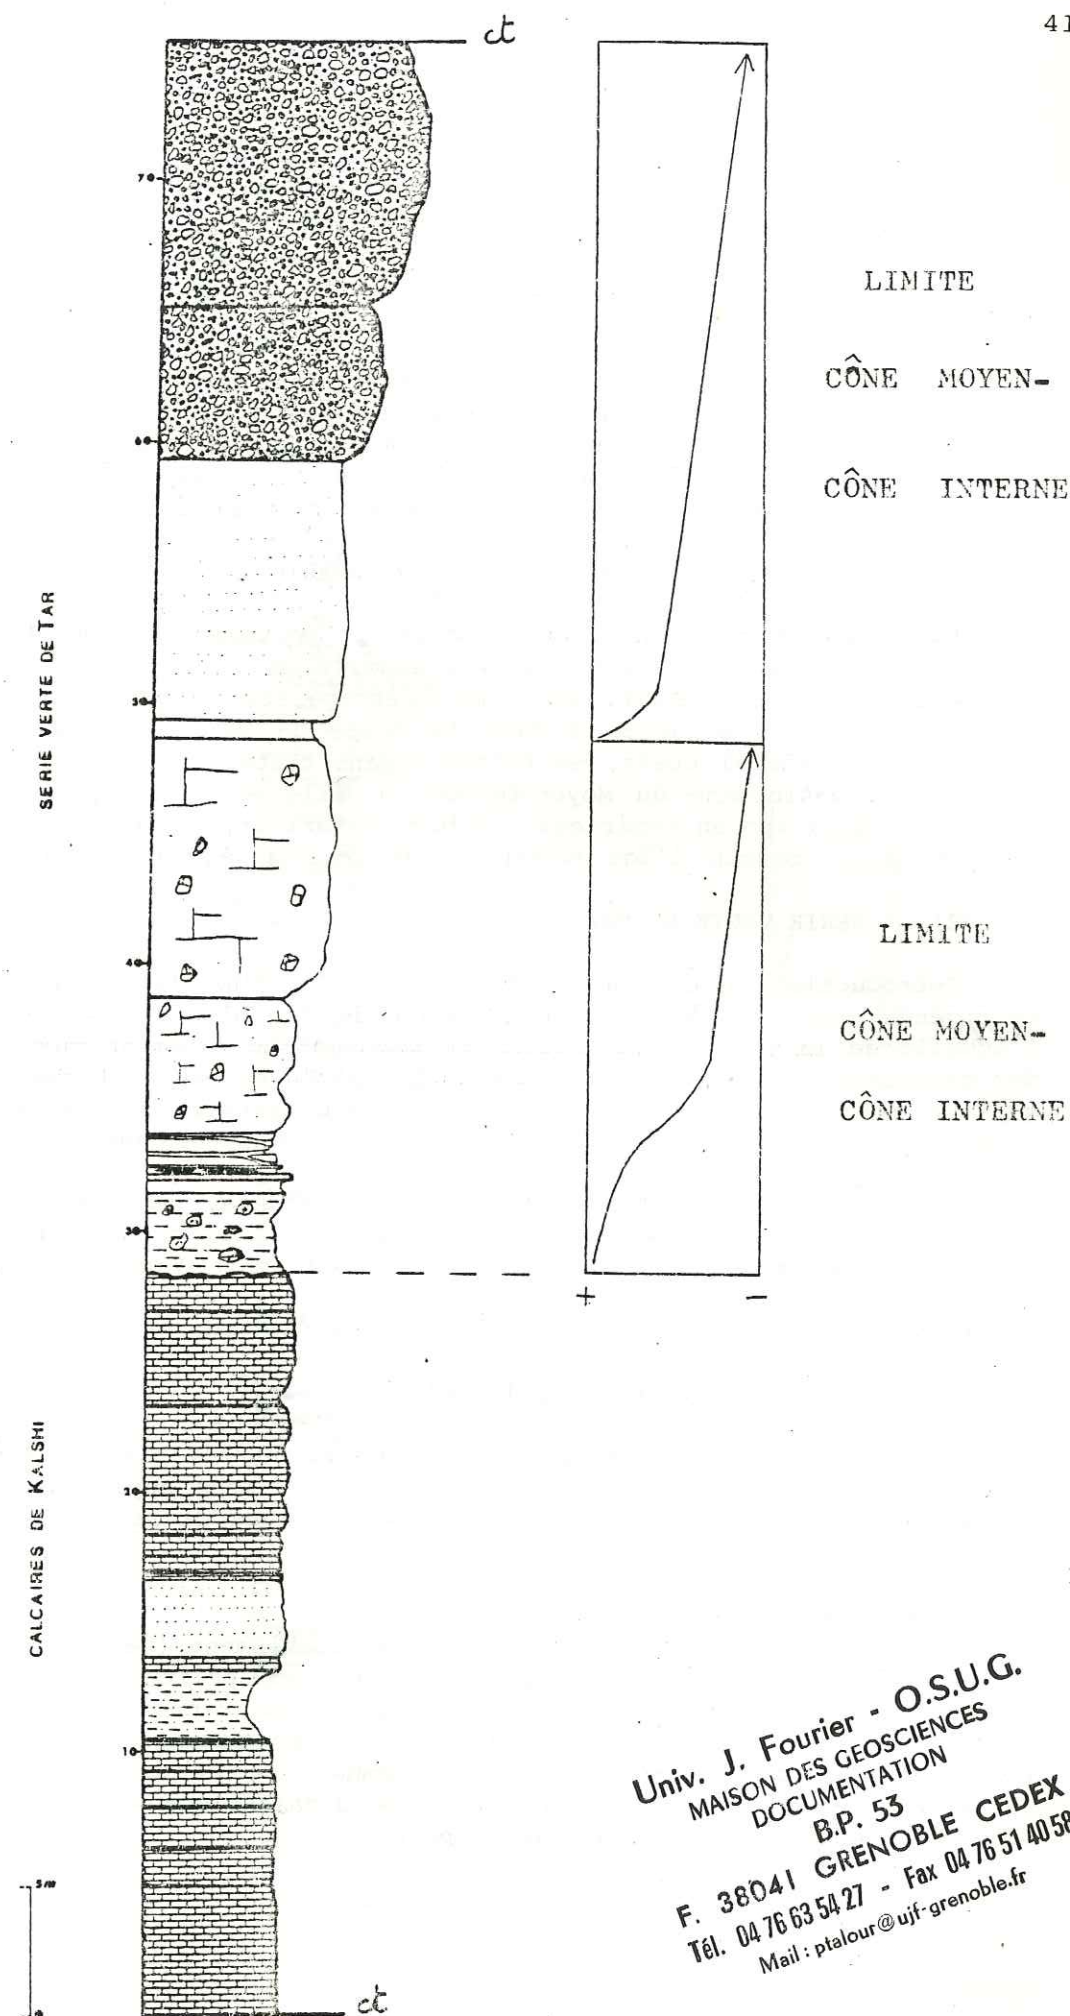 41
ct
70
LIMITE
CÔNE MOYEN-
CÔNE INTERNE
60
SERIE VERTE DE TAR
50
40
LIMITE
CÔNE MOYEN-
CÔNE INTERNE
30
+ −
CALCAIRES DE KALSHI
20
10
5m
0
ct
Univ. J. Fourier - O.S.U.G.
MAISON DES GEOSCIENCES
DOCUMENTATION
B.P. 53
F. 38041 GRENOBLE CEDEX
Tél. 04 76 63 54 27 - Fax 04 76 51 40 58
Mail : ptalour@ujf-grenoble.fr